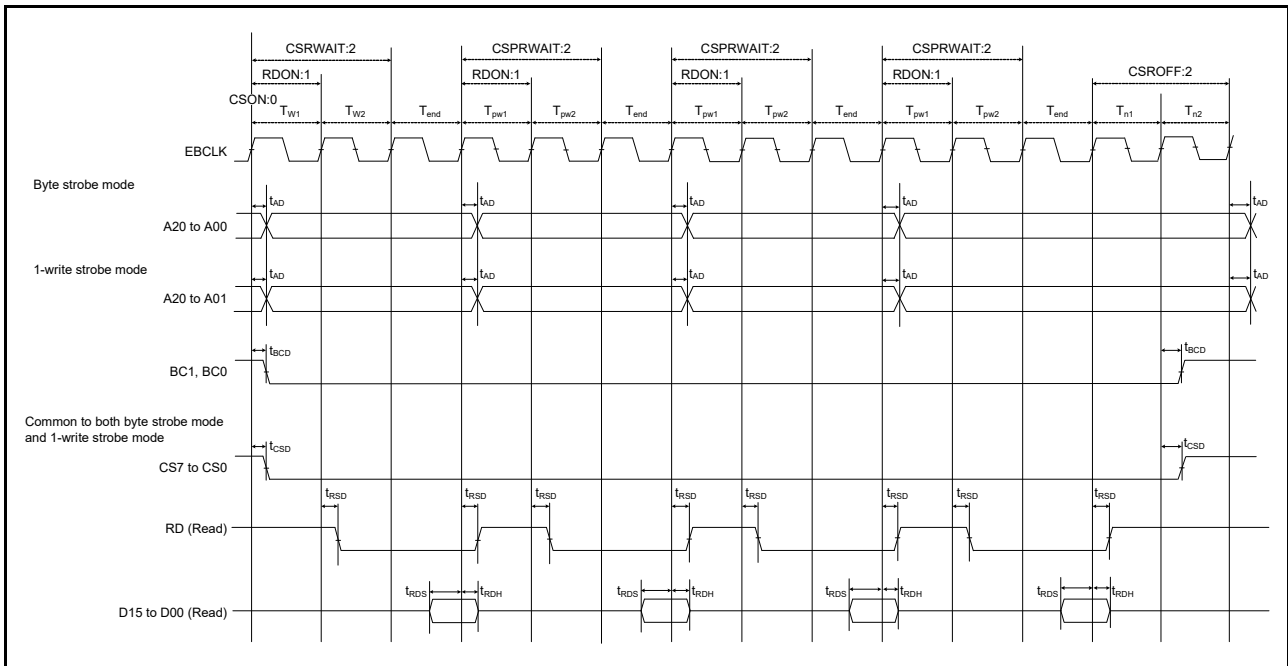 CSRWAIT:2 CSPRWAIT:2 CSPRWAIT:2 CSPRWAIT:2
RDON:1 RDON:1 RDON:1 RDON:1 CSROFF:2
CSON:0
TW1 TW2 Tend Tpw1 Tpw2 Tend Tpw1 Tpw2 Tend Tpw1 Tpw2 Tend Tn1 Tn2
EBCLK
Byte strobe mode
tAD tAD tAD tAD tAD
A20 to A00
1-write strobe mode
tAD tAD tAD tAD tAD
A20 to A01
tBCD tBCD
BC1, BC0
Common to both byte strobe mode
and 1-write strobe mode
tCSD tCSD
CS7 to CS0
tRSD tRSD tRSD tRSD tRSD tRSD tRSD tRSD
RD (Read)
tRDS tRDH tRDS tRDH tRDS tRDH tRDS tRDH
D15 to D00 (Read)